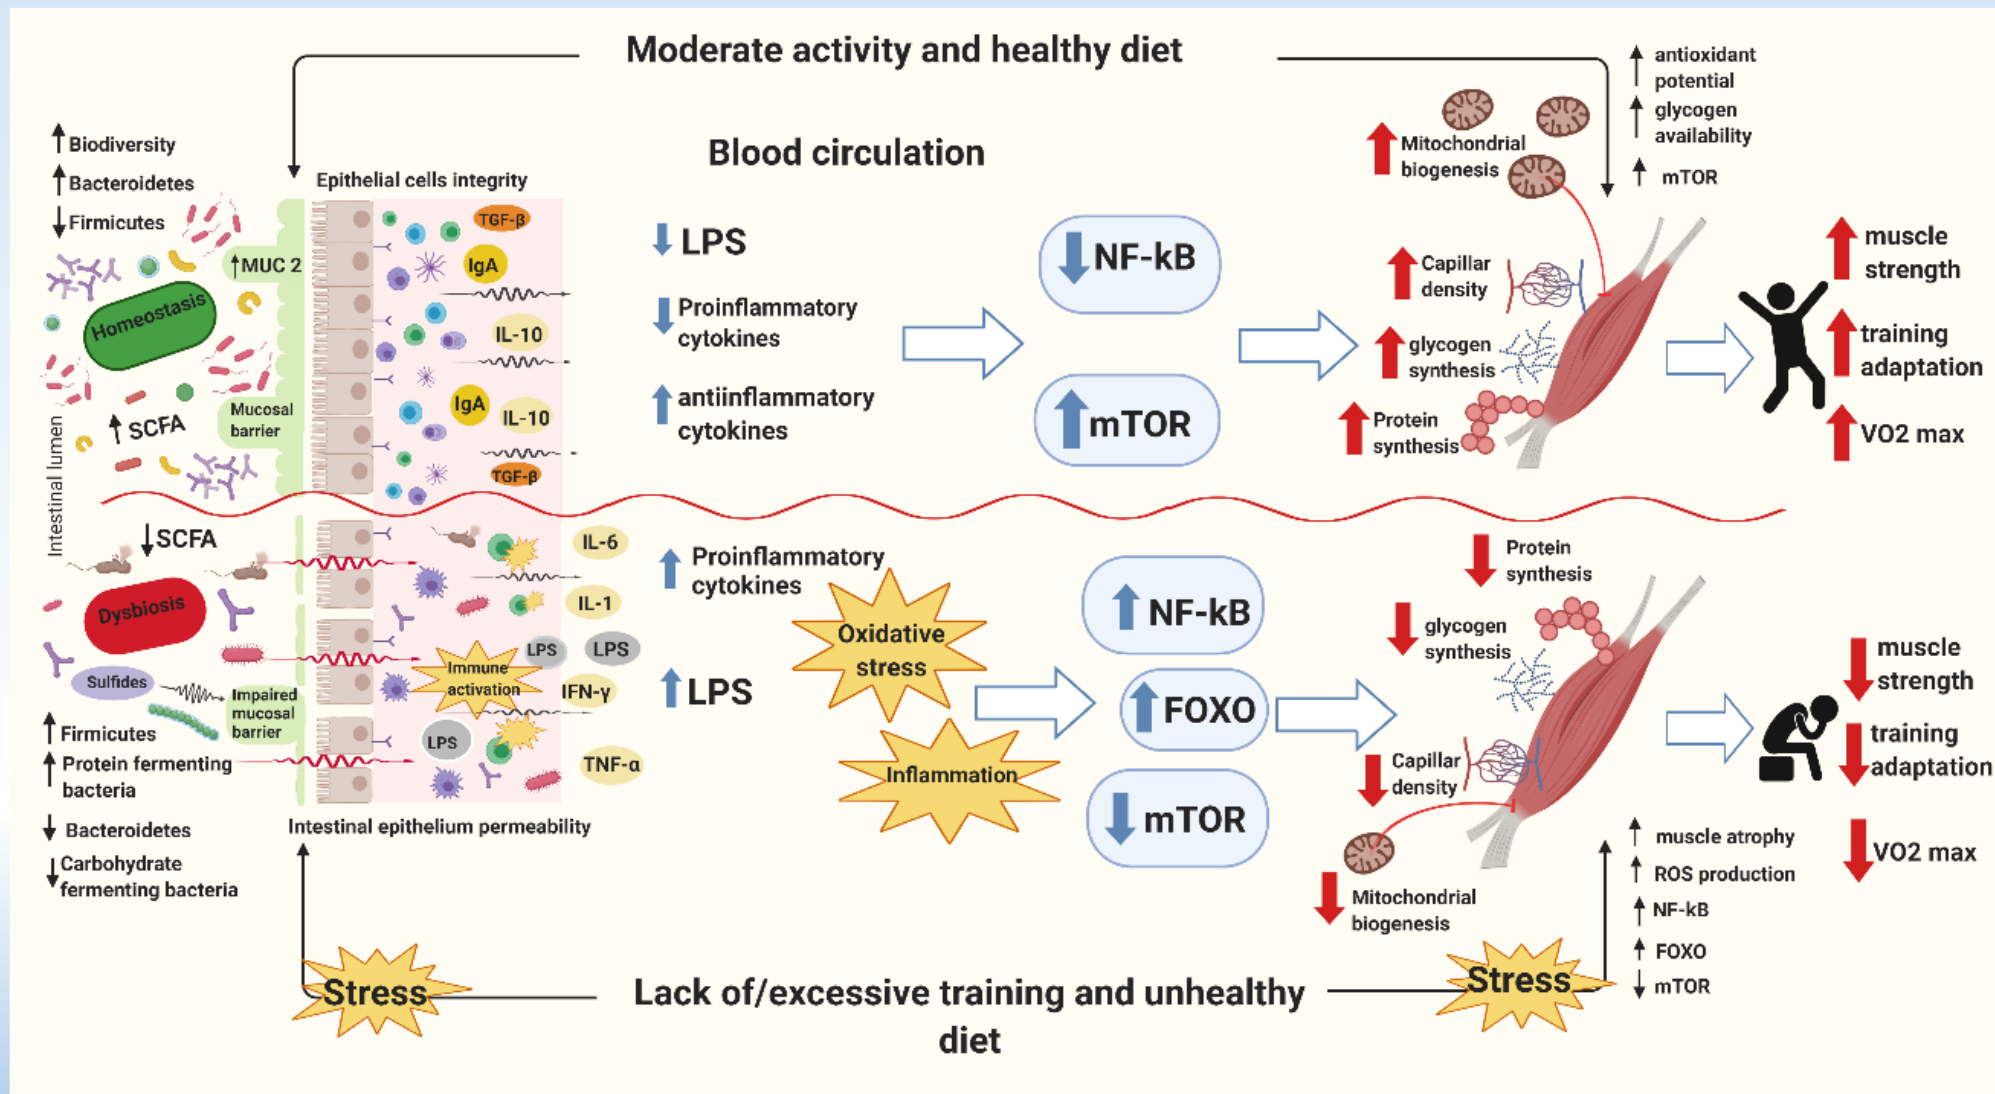 Moderate activity and healthy diet
Blood circulation
Biodiversity
Bacteroidetes
Firmicutes
MUC 2
Homeostasis
SCFA
Mucosal
barrier
Intestinal lumen
Epithelial cells integrity
TGF-β
IgA
IL-10
IgA
IL-10
TGF-β
LPS
Proinflammatory
cytokines
antiinflammatory
cytokines
NF-kB
mTOR
antioxidant
potential
glycogen
availability
mTOR
Mitochondrial
biogenesis
Capillar
density
glycogen
synthesis
Protein
synthesis
muscle
strength
training
adaptation
VO2 max
SCFA
Dysbiosis
Sulfides
Impaired
mucosal
barrier
Firmicutes
Protein fermenting
bacteria
Bacteroidetes
Carbohydrate
fermenting bacteria
IL-6
IL-1
LPS
LPS
Immune
activation
IFN-γ
LPS
TNF-α
Intestinal epithelium permeability
Proinflammatory
cytokines
LPS
Oxidative
stress
Inflammation
NF-kB
FOXO
mTOR
Protein
synthesis
glycogen
synthesis
Capillar
density
Mitochondrial
biogenesis
muscle
strength
training
adaptation
VO2 max
muscle atrophy
ROS production
NF-kB
FOXO
mTOR
Stress
Lack of/excessive training and unhealthy
diet
Stress